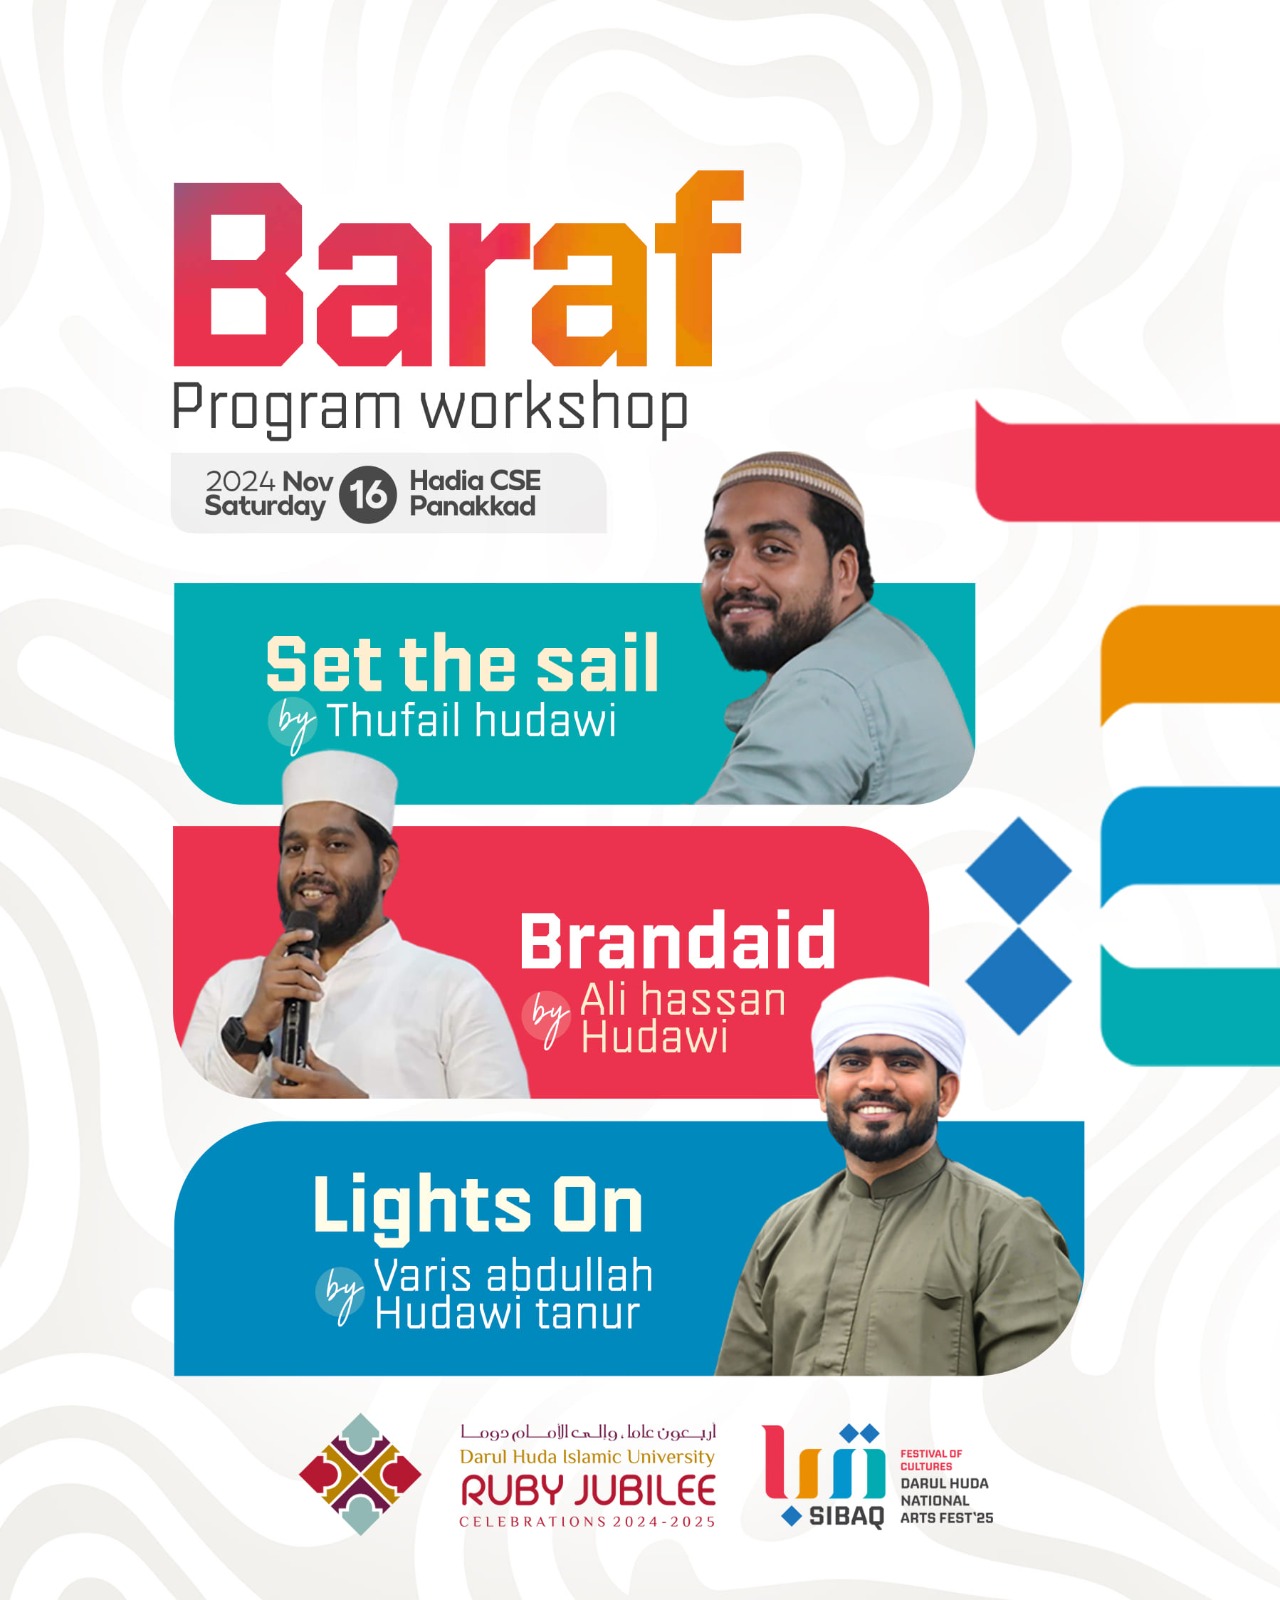 Baraf
Program workshop
2024 Nov
Saturday
16
Hadia CSE
Panakkad
Set the sail
by Thufail hudawi
Brandaid
by Ali hassan
Hudawi
Lights On
by Varis abdullah
Hudawi tanur
أربعون عاما، وإلى الأمام دوما
Darul Huda Islamic University
RUBY JUBILEE
CELEBRATIONS 2024-2025
SIBAQ
FESTIVAL OF
CULTURES
DARUL HUDA
NATIONAL
ARTS FEST'25